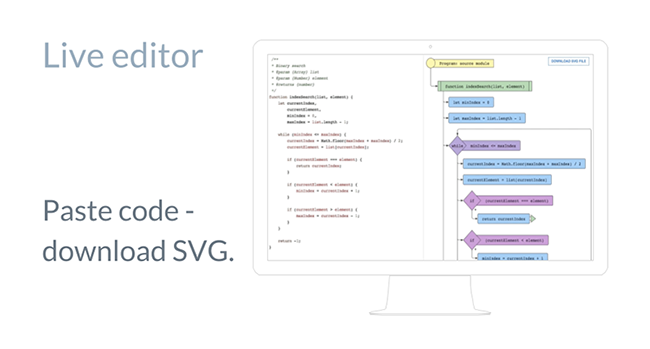 Live editor
Paste code -
download SVG.
/**
* Binary search
* @param {Array} list
* @param {Number} element
* @returns {number}
*/
function indexSearch(list, element) {
let currentIndex,
currentElement,
minIndex = 0,
maxIndex = list.length - 1;
while (minIndex <= maxIndex) {
currentIndex = Math.floor(minIndex + maxIndex) / 2;
currentElement = list[currentIndex];
if (currentElement === element) {
return currentIndex;
}
if (currentElement < element) {
minIndex = currentIndex + 1;
}
if (currentElement > element) {
maxIndex = currentIndex - 1;
}
}
return -1;
}
Program: source module
DOWNLOAD SVG FILE
function indexSearch(list, element)
let minIndex = 0
let maxIndex = list.length - 1
while minIndex <= maxIndex
currentIndex = Math.floor(minIndex + maxIndex) / 2
currentElement = list[currentIndex]
if (currentElement === element)
return currentIndex
if (currentElement < element)
minIndex = currentIndex + 1